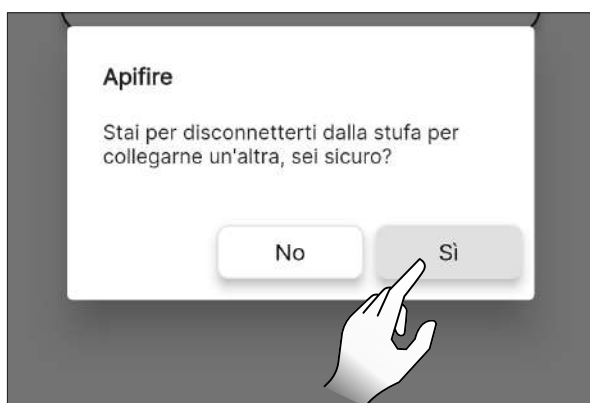 Apifire
Stai per disconnetterti dalla stufa per
collegarne un'altra, sei sicuro?
No
Sì